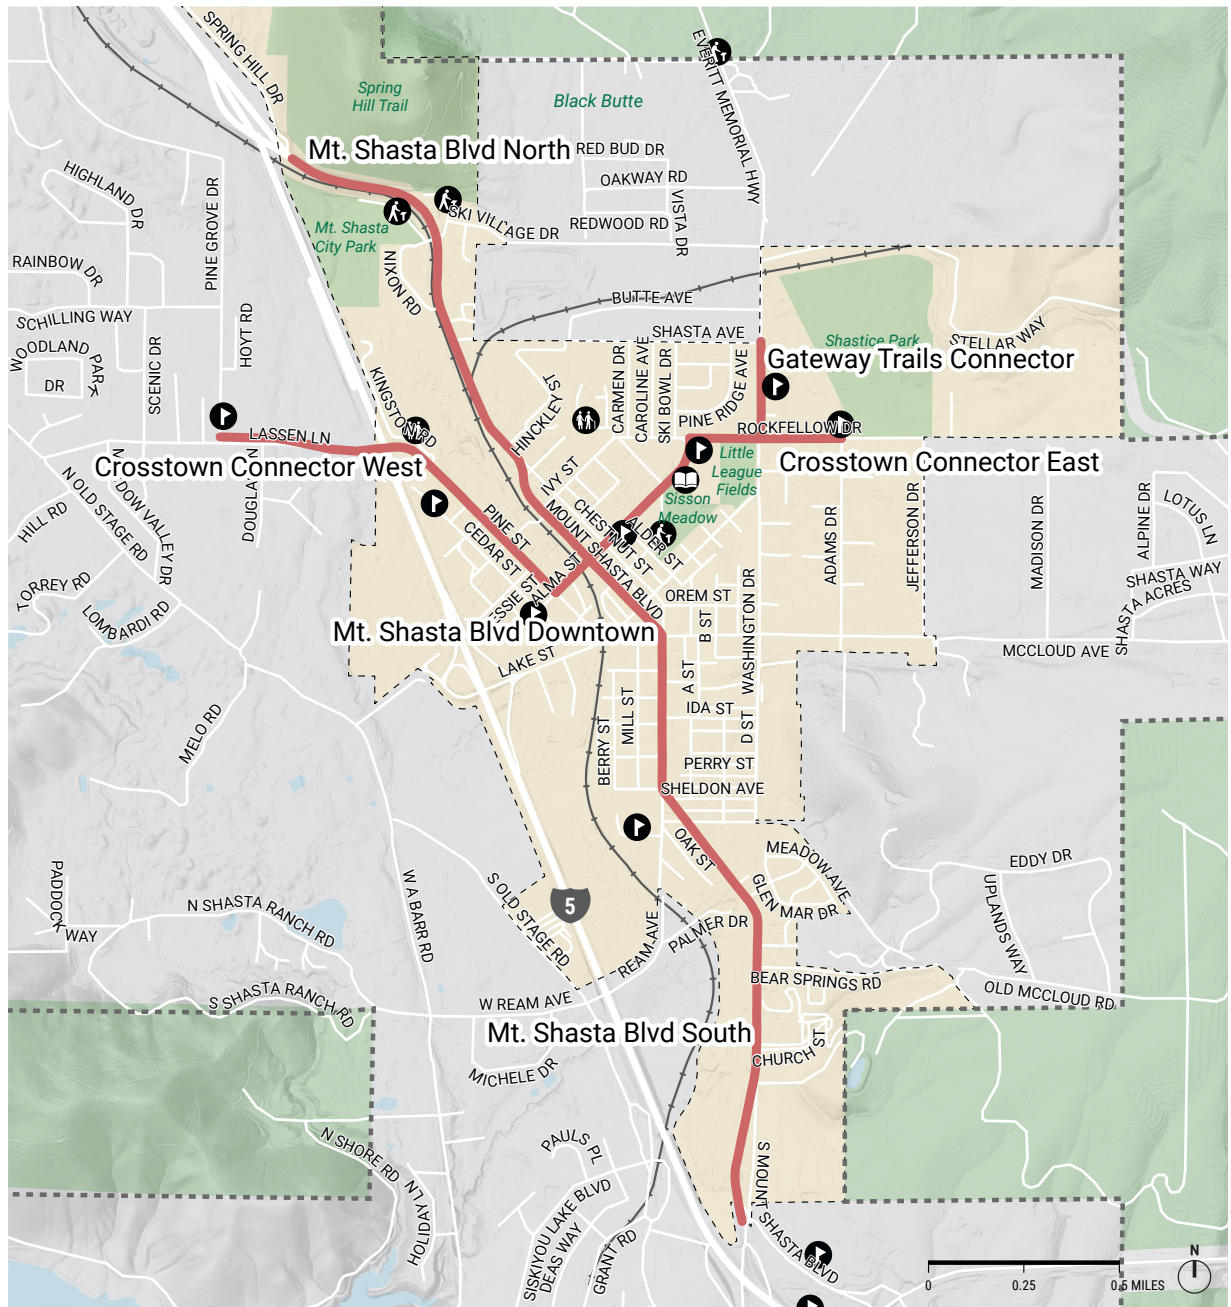 SPRING HILL DR
EVERITT MEMORIAL HWY
Spring
Hill Trail
Black Butte
Mt. Shasta Blvd North
RED BUD DR
OAKWAY RD
VISTA DR
HIGHLAND DR
PINE GROVE DR
SKI VILLAGE DR
REDWOOD RD
Mt. Shasta
City Park
NIXON RD
RAINBOW DR
BUTTE AVE
SCHILLING WAY
HOYT RD
SHASTA AVE
Shastice Park
STELLAR WAY
WOODLAND
PARK
DR
SCENIC DR
Gateway Trails Connector
KINGSTON RD
HINCKLEY ST
CARMEN DR
CAROLINE AVE
SKI BOWL DR
PINE RIDGE AVE
ROCKFELLOW DR
LASSEN LN
Crosstown Connector West
Crosstown Connector East
Little
League
Fields
IVY ST
N OLD STAGE RD
DOUGLA
N
DOW VALLEY DR
HILL RD
Sisson
Meadow
LOTUS LN
ALPINE DR
MADISON DR
JEFFERSON DR
ADAMS DR
PINE ST
CEDAR ST
MOUNT SHASTA BLVD
CHESTNUT ST
ALDER ST
TORREY RD
LOMBARDI RD
ESSIE ST
ALMA ST
OREM ST
B ST
WASHINGTON DR
SHASTA WAY
SHASTA ACRES
Mt. Shasta Blvd Downtown
MCCLOUD AVE
LAKE ST
A ST
IDA ST
D ST
MELO RD
MILL ST
BERRY ST
PERRY ST
SHELDON AVE
OAK ST
MEADOW AVE
EDDY DR
GLEN MAR DR
UPLANDS WAY
PADDOCK WAY
N SHASTA RANCH RD
W A BARR RD
S OLD STAGE RD
5
REAM AVE
PALMER DR
BEAR SPRINGS RD
OLD MCCLOUD RD
S SHASTA RANCH RD
W REAM AVE
Mt. Shasta Blvd South
CHURCH ST
MICHELE DR
N SHORE RD
PAULS PL
HOLIDAY LN
SISKIYOU LAKE BLVD
DEAS WAY
GRANT RD
S MOUNT SHASTA BLVD
N
0
0.25
0.5 MILES